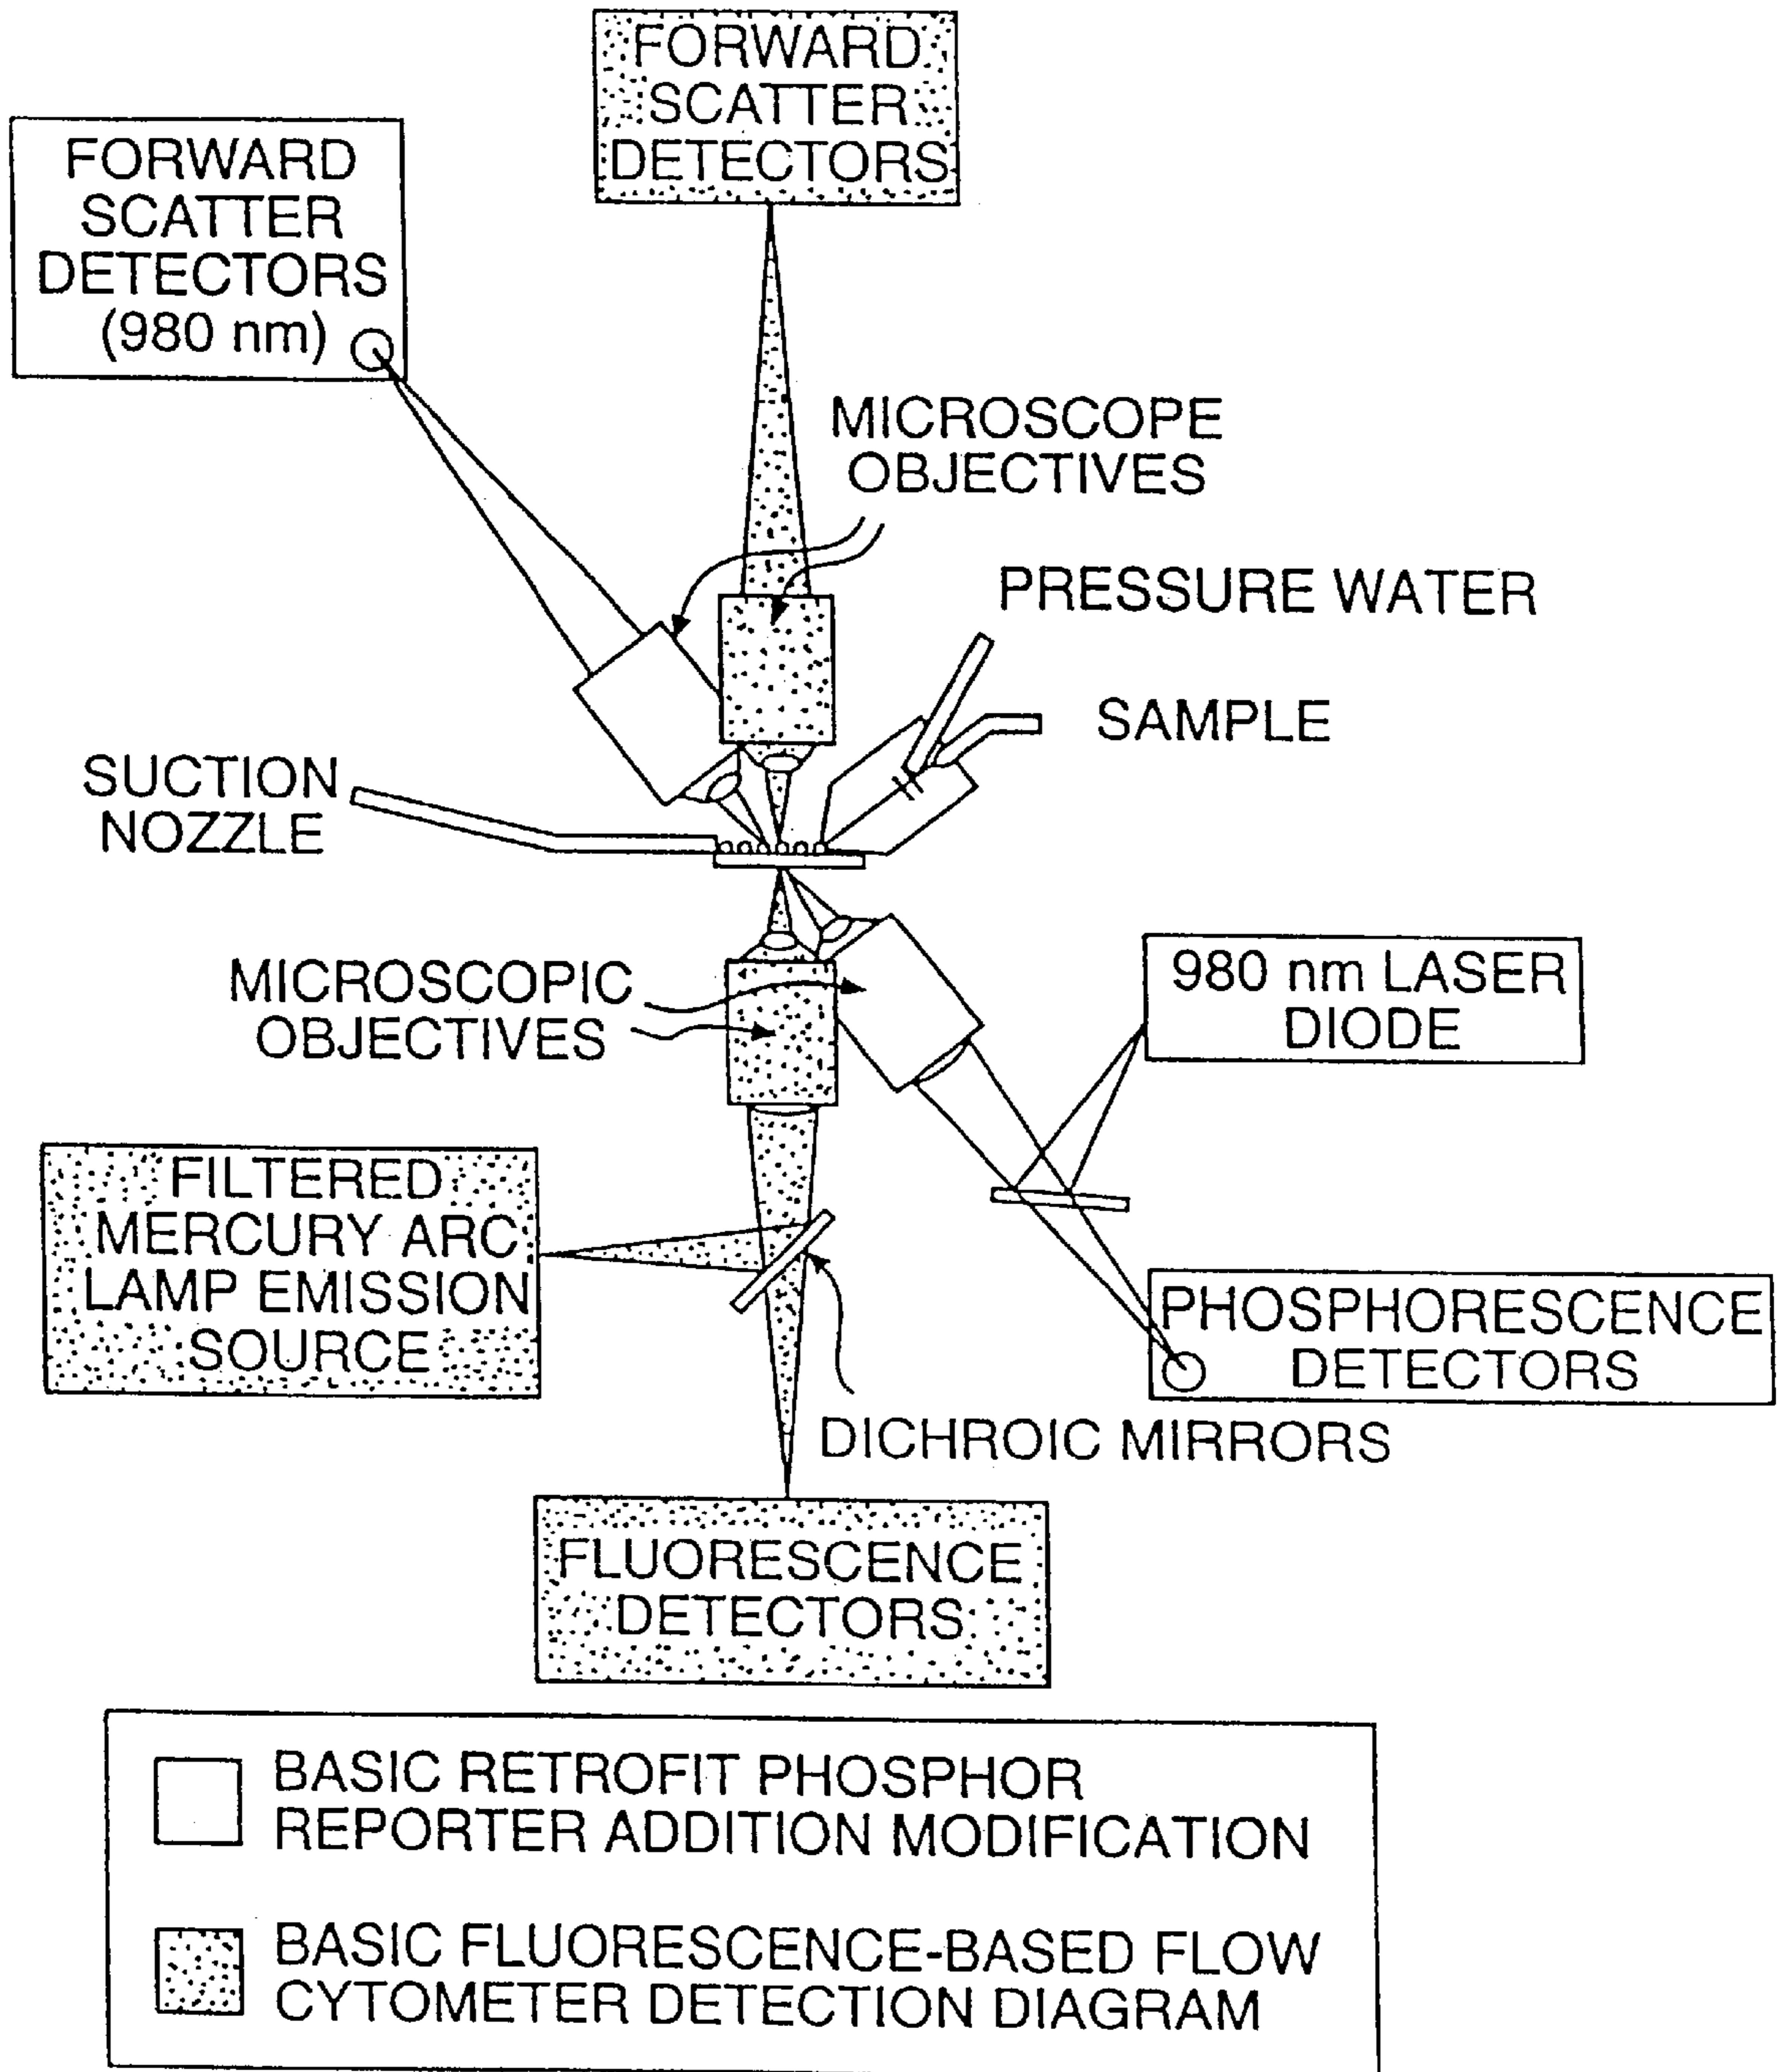 FORWARD
SCATTER
DETECTORS
FORWARD
SCATTER
DETECTORS
(980 nm)
MICROSCOPE
OBJECTIVES
PRESSURE WATER
SAMPLE
SUCTION
NOZZLE
MICROSCOPIC
OBJECTIVES
980 nm LASER
DIODE
FILTERED
MERCURY ARC
LAMP EMISSION
SOURCE
PHOSPHORESCENCE
DETECTORS
DICHROIC MIRRORS
FLUORESCENCE
DETECTORS
BASIC RETROFIT PHOSPHOR
REPORTER ADDITION MODIFICATION
BASIC FLUORESCENCE-BASED FLOW
CYTOMETER DETECTION DIAGRAM